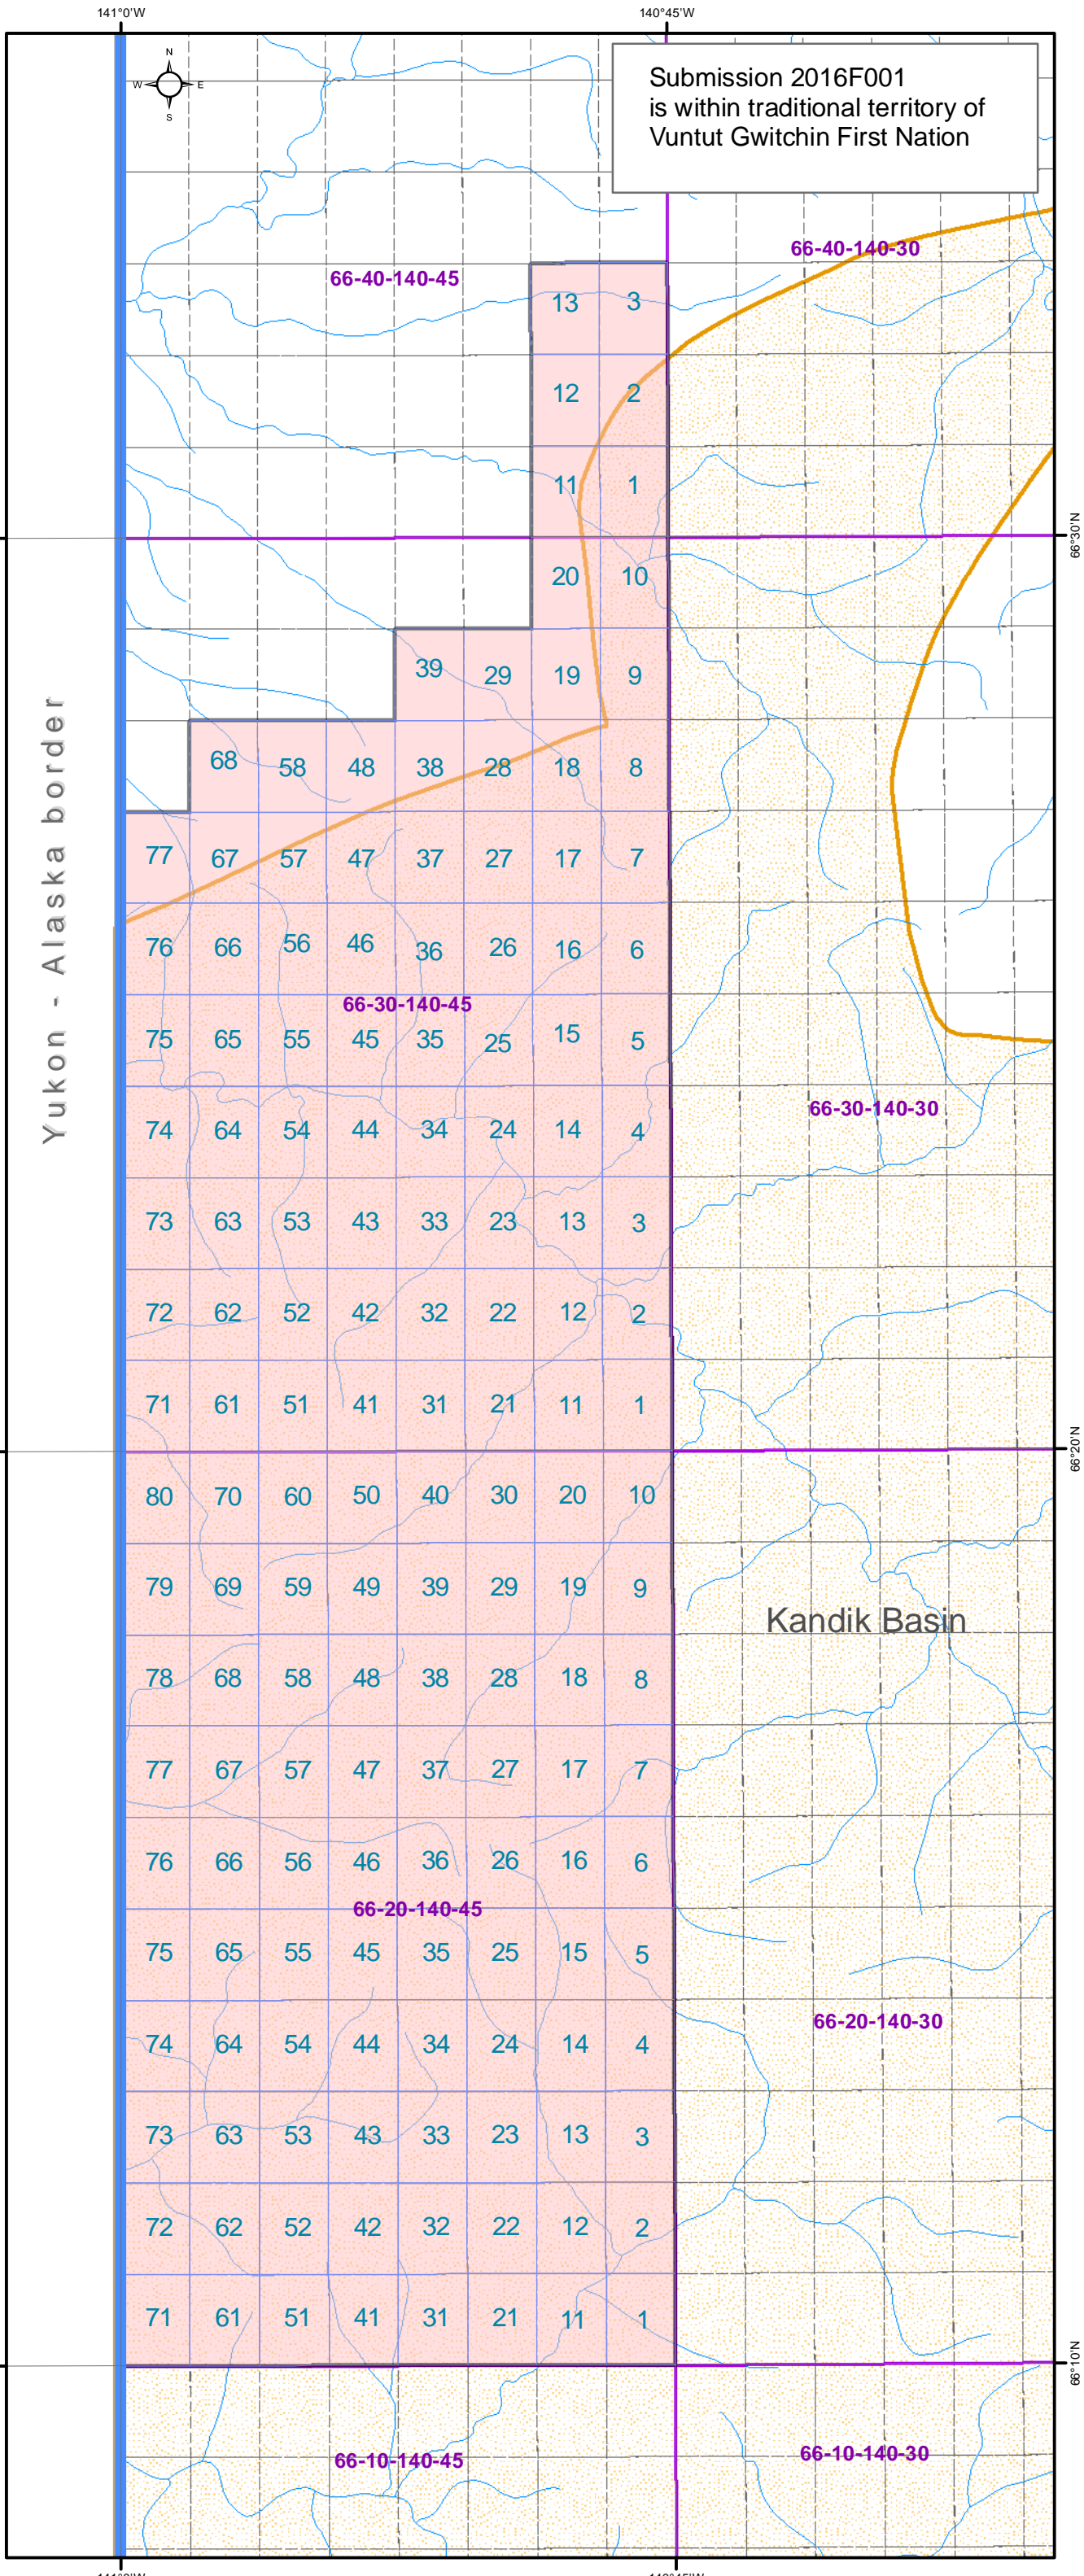 141°0'W 140°45'W
N
W E
S
Submission 2016F001
is within traditional territory of
Vuntut Gwitchin First Nation
66-40-140-30
66-40-140-45
13 3
12 2
11 1
66°30'N
20 10
39 29 19 9
68 58 48 38 28 18 8
77 67 57 47 37 27 17 7
Yukon - Alaska border
76 66 56 46 36 26 16 6
66-30-140-45
75 65 55 45 35 25 15 5
66-30-140-30
74 64 54 44 34 24 14 4
73 63 53 43 33 23 13 3
72 62 52 42 32 22 12 2
71 61 51 41 31 21 11 1
66°20'N
80 70 60 50 40 30 20 10
79 69 59 49 39 29 19 9
Kandik Basin
78 68 58 48 38 28 18 8
77 67 57 47 37 27 17 7
76 66 56 46 36 26 16 6
66-20-140-45
75 65 55 45 35 25 15 5
66-20-140-30
74 64 54 44 34 24 14 4
73 63 53 43 33 23 13 3
72 62 52 42 32 22 12 2
71 61 51 41 31 21 11 1
66°10'N
66-10-140-45 66-10-140-30